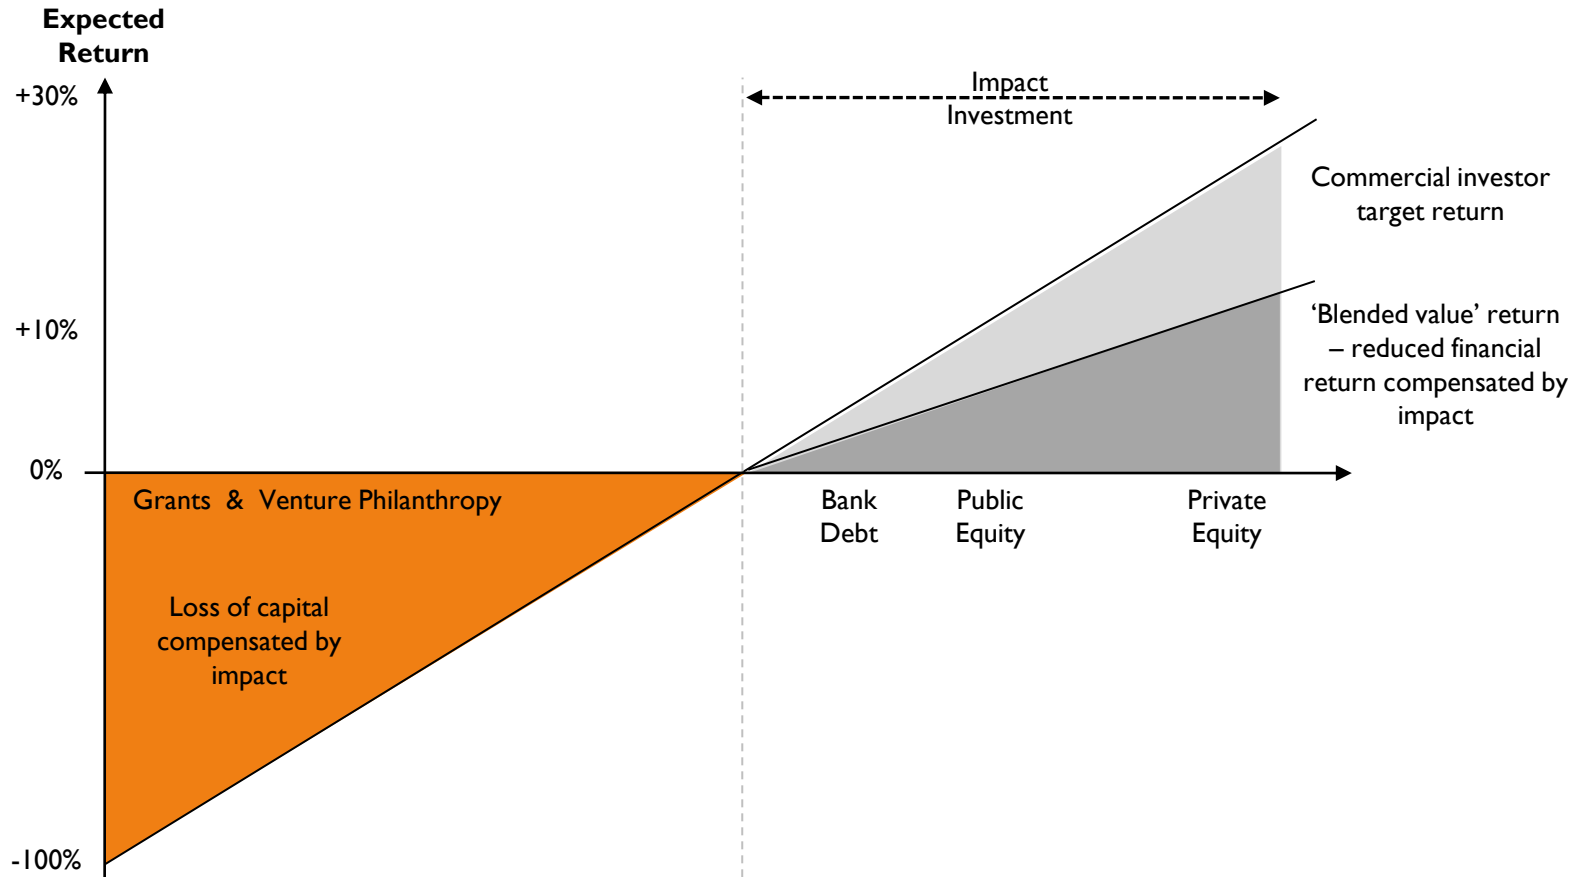 Expected
Return
+30%
Impact
Investment
Commercial investor
target return
+10%
‘Blended value’ return
– reduced financial
return compensated by
impact
0%
Grants & Venture Philanthropy
Bank
Debt
Public
Equity
Private
Equity
Loss of capital
compensated by
impact
-100%